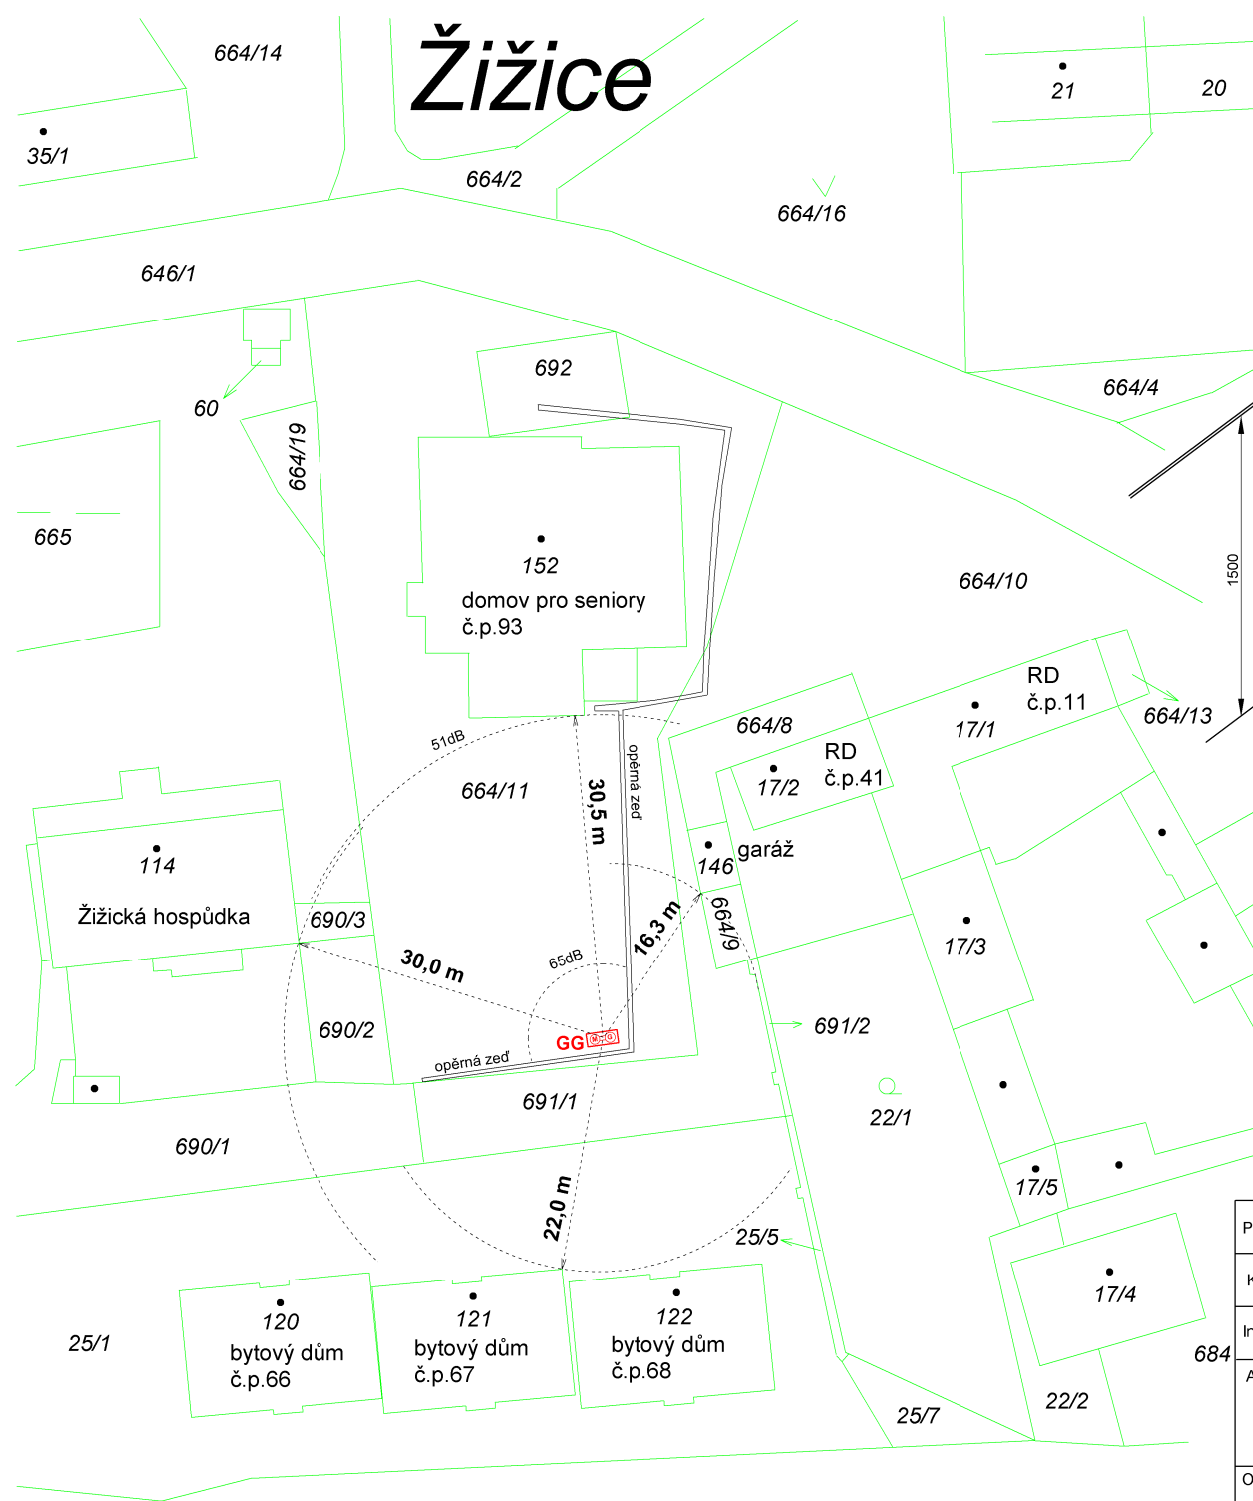 Žižice
664/14
21
20
35/1
664/2
664/16
646/1
692
664/4
60
664/19
665
152
domov pro seniory
č.p.93
664/10
1500
RD
č.p.11
17/1
664/13
664/8
RD
č.p.41
17/2
51dB
opěrná zeď
664/11
30,5 m
146
garáž
114
Žižická hospůdka
690/3
664/9
16,3 m
17/3
30,0 m
65dB
690/2
GG
M
G
691/2
opěrná zeď
691/1
22/1
690/1
17/5
22,0 m
25/5
P
K
17/4
120
bytový dům
č.p.66
121
bytový dům
č.p.67
122
bytový dům
č.p.68
25/1
684
In
A
22/2
25/7
O